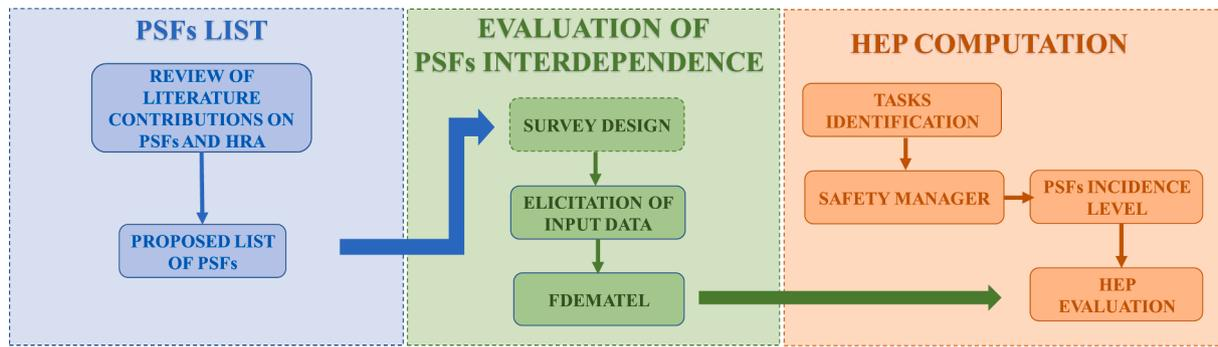 PSFs LIST
REVIEW OF
LITERATURE
CONTRIBUTIONS ON
PSFs AND HRA
PROPOSED LIST
OF PSFs
EVALUATION OF
PSFs INTERDEPENDENCE
SURVEY DESIGN
ELICITATION OF
INPUT DATA
FDEMATEL
HEP COMPUTATION
TASKS
IDENTIFICATION
SAFETY MANAGER
PSFs INCIDENCE
LEVEL
HEP
EVALUATION